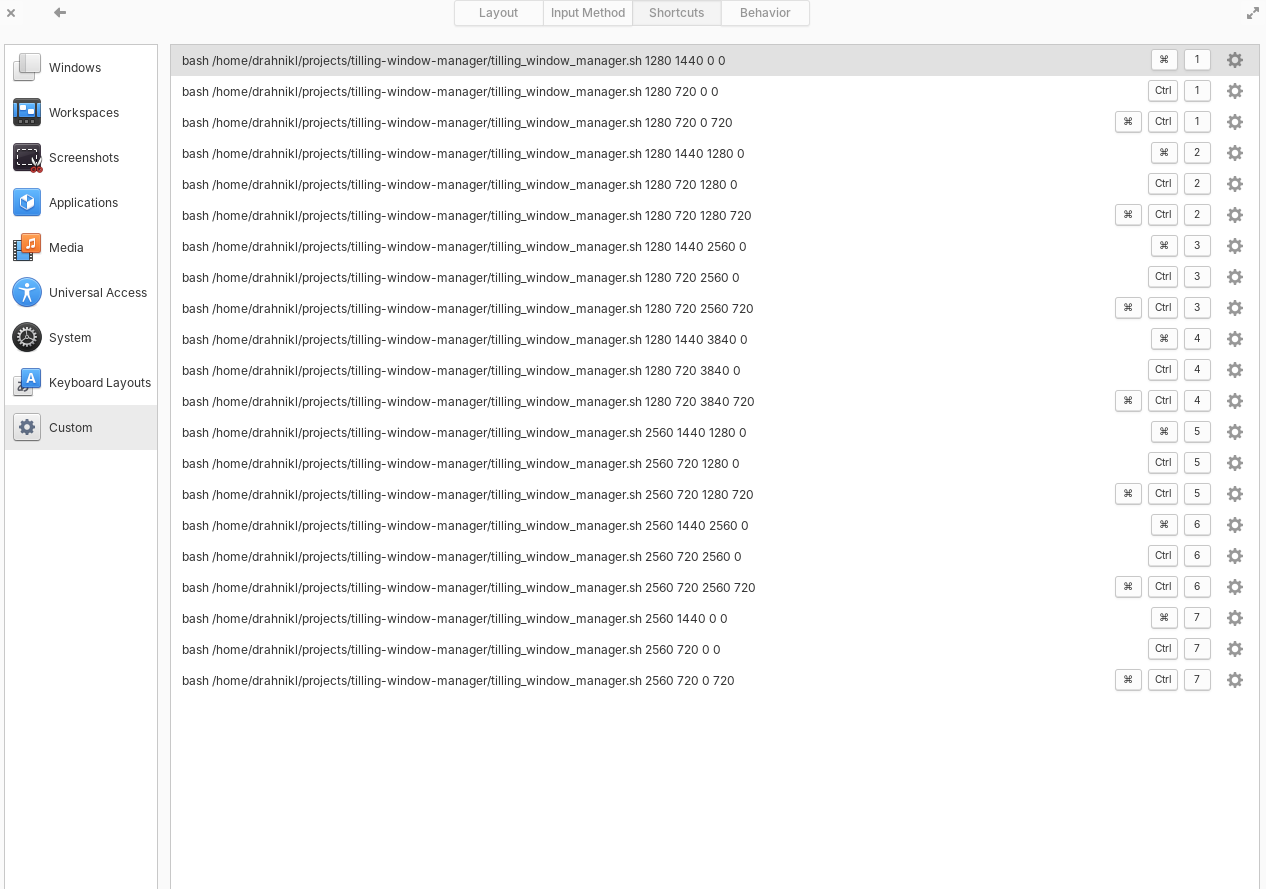 Layout Input Method Shortcuts Behavior
Windows
Workspaces
Screenshots
Applications
Media
Universal Access
System
Keyboard Layouts
Custom
bash /home/drahnikl/projects/tilling-window-manager/tilling_window_manager.sh 1280 1440 0 0 ⌘ 1
bash /home/drahnikl/projects/tilling-window-manager/tilling_window_manager.sh 1280 720 0 0 Ctrl 1
bash /home/drahnikl/projects/tilling-window-manager/tilling_window_manager.sh 1280 720 0 720 ⌘ Ctrl 1
bash /home/drahnikl/projects/tilling-window-manager/tilling_window_manager.sh 1280 1440 1280 0 ⌘ 2
bash /home/drahnikl/projects/tilling-window-manager/tilling_window_manager.sh 1280 720 1280 0 Ctrl 2
bash /home/drahnikl/projects/tilling-window-manager/tilling_window_manager.sh 1280 720 1280 720 ⌘ Ctrl 2
bash /home/drahnikl/projects/tilling-window-manager/tilling_window_manager.sh 1280 1440 2560 0 ⌘ 3
bash /home/drahnikl/projects/tilling-window-manager/tilling_window_manager.sh 1280 720 2560 0 Ctrl 3
bash /home/drahnikl/projects/tilling-window-manager/tilling_window_manager.sh 1280 720 2560 720 ⌘ Ctrl 3
bash /home/drahnikl/projects/tilling-window-manager/tilling_window_manager.sh 1280 1440 3840 0 ⌘ 4
bash /home/drahnikl/projects/tilling-window-manager/tilling_window_manager.sh 1280 720 3840 0 Ctrl 4
bash /home/drahnikl/projects/tilling-window-manager/tilling_window_manager.sh 1280 720 3840 720 ⌘ Ctrl 4
bash /home/drahnikl/projects/tilling-window-manager/tilling_window_manager.sh 2560 1440 1280 0 ⌘ 5
bash /home/drahnikl/projects/tilling-window-manager/tilling_window_manager.sh 2560 720 1280 0 Ctrl 5
bash /home/drahnikl/projects/tilling-window-manager/tilling_window_manager.sh 2560 720 1280 720 ⌘ Ctrl 5
bash /home/drahnikl/projects/tilling-window-manager/tilling_window_manager.sh 2560 1440 2560 0 ⌘ 6
bash /home/drahnikl/projects/tilling-window-manager/tilling_window_manager.sh 2560 720 2560 0 Ctrl 6
bash /home/drahnikl/projects/tilling-window-manager/tilling_window_manager.sh 2560 720 2560 720 ⌘ Ctrl 6
bash /home/drahnikl/projects/tilling-window-manager/tilling_window_manager.sh 2560 1440 0 0 ⌘ 7
bash /home/drahnikl/projects/tilling-window-manager/tilling_window_manager.sh 2560 720 0 0 Ctrl 7
bash /home/drahnikl/projects/tilling-window-manager/tilling_window_manager.sh 2560 720 0 720 ⌘ Ctrl 7